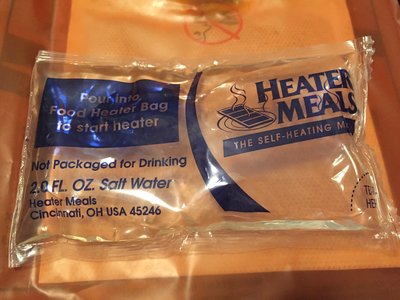 Pour into
Food Heater Bag
to start heater
Not Packaged for Drinking
2.0 FL. OZ. Salt Water
Heater Meals
Cincinnati, OH USA 45246
HEATER
MEALS
THE SELF-HEATING